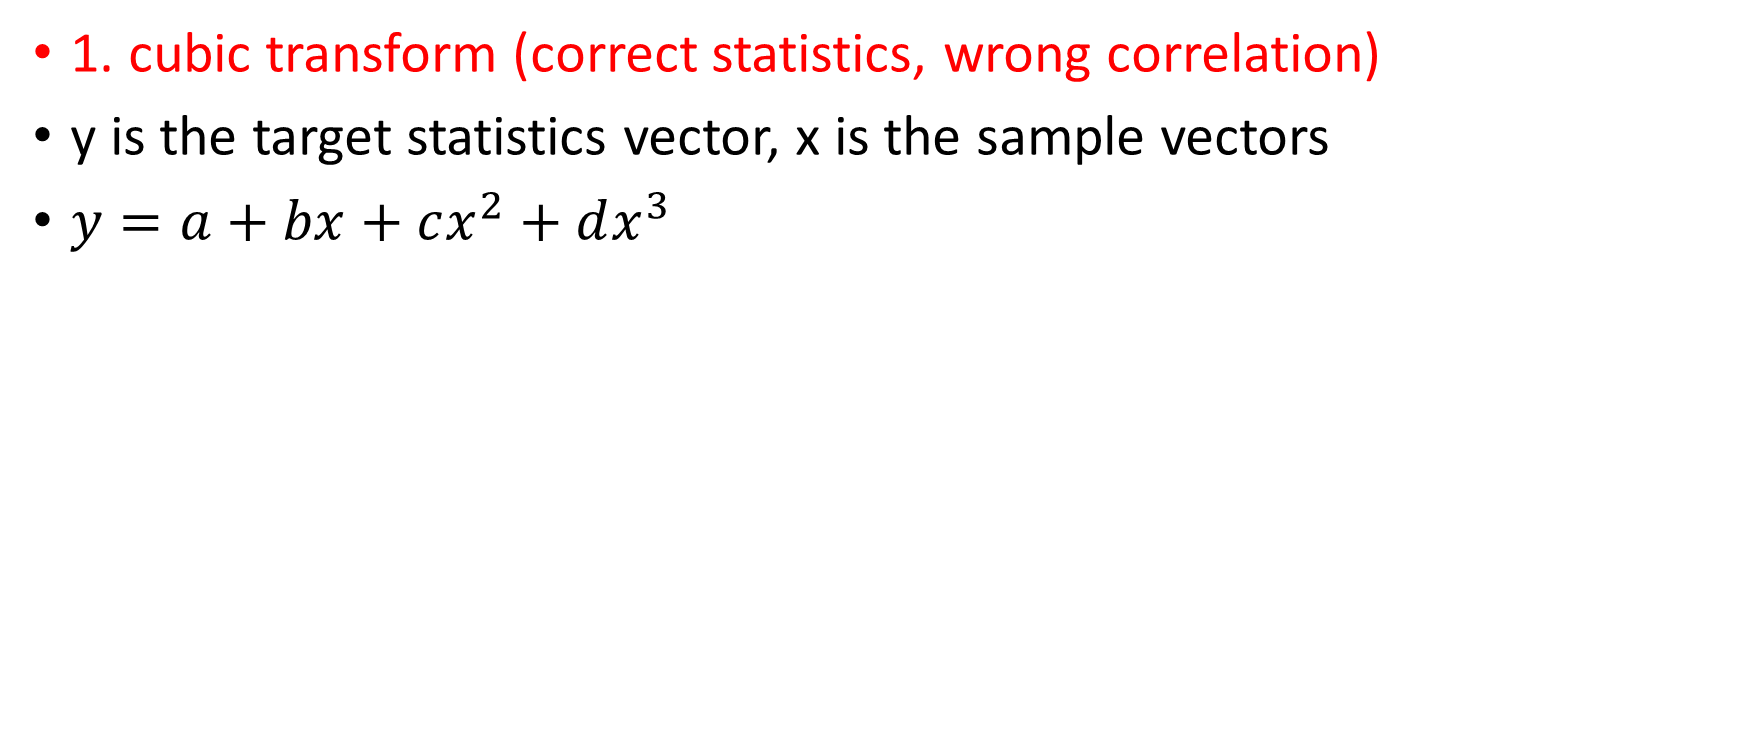 • 1. cubic transform (correct statistics, wrong correlation)
• y is the target statistics vector, x is the sample vectors
• y = a + bx + cx² + dx³